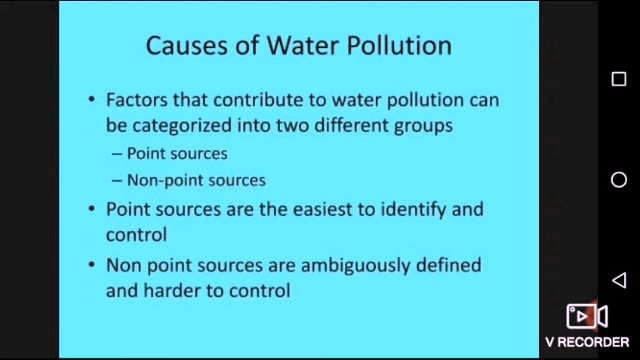 Causes of Water Pollution
• Factors that contribute to water pollution can
be categorized into two different groups
– Point sources
– Non-point sources
• Point sources are the easiest to identify and
control
• Non point sources are ambiguously defined
and harder to control
V RECORDER